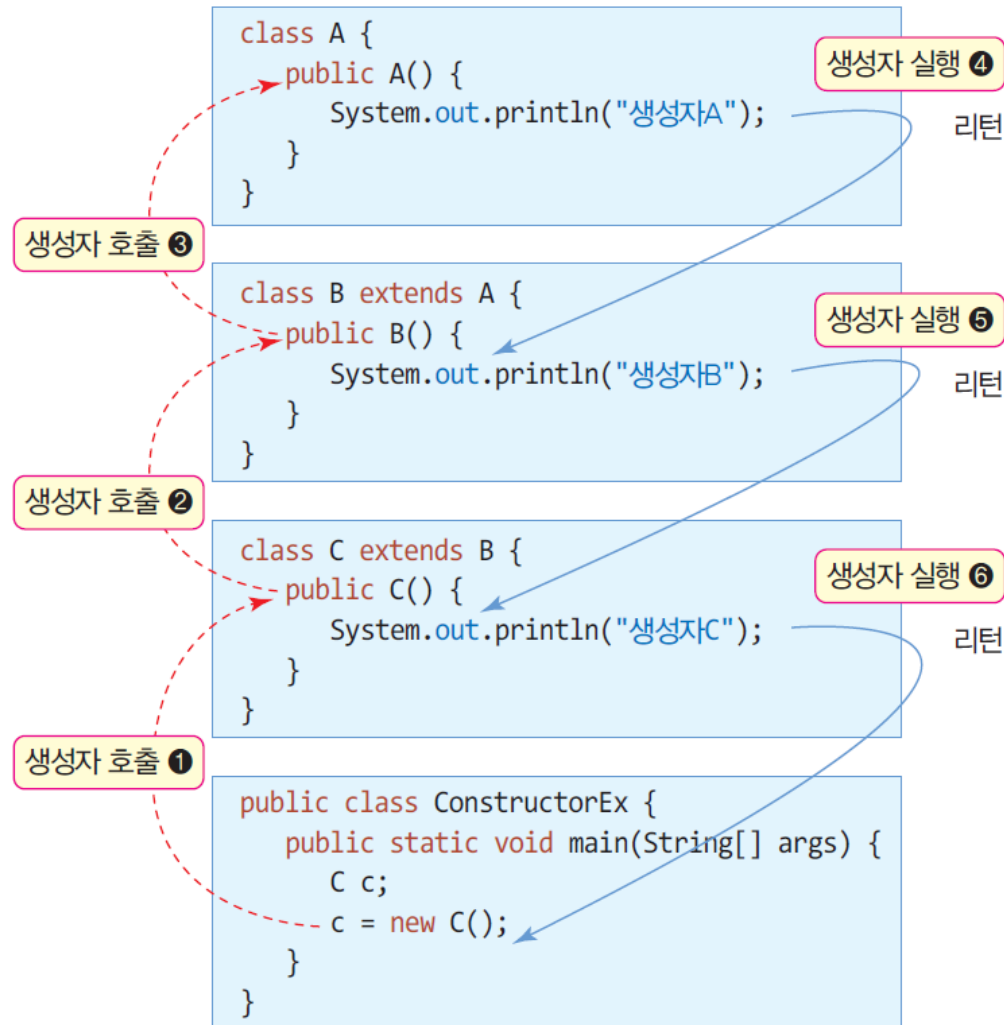 class A {
public A() {
System.out.println("생성자A");
}
}
생성자 실행 ❹
리턴
생성자 호출 ❸
class B extends A {
public B() {
System.out.println("생성자B");
}
}
생성자 실행 ❺
리턴
생성자 호출 ❷
class C extends B {
public C() {
System.out.println("생성자C");
}
}
생성자 실행 ❻
리턴
생성자 호출 ❶
public class ConstructorEx {
public static void main(String[] args) {
C c;
c = new C();
}
}